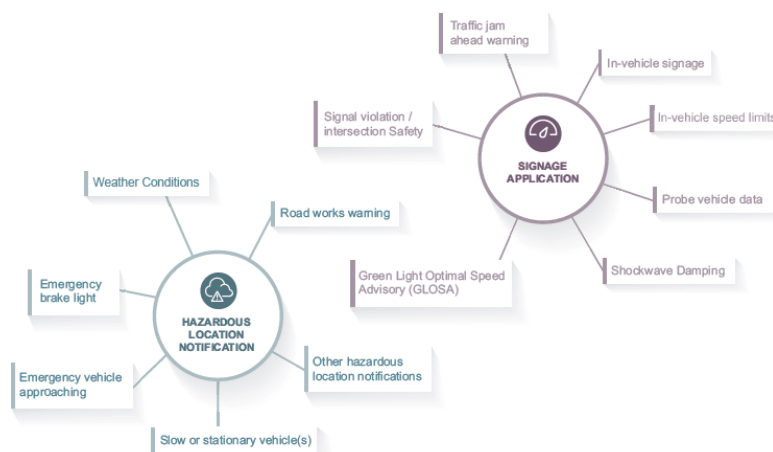 Traffic jam
ahead warning
In-vehicle signage
Signal violation /
intersection Safety
In-vehicle speed limits
SIGNAGE
APPLICATION
Weather Conditions
Probe vehicle data
Road works warning
Green Light Optimal Speed
Advisory (GLOSA)
Shockwave Damping
Emergency
brake light
HAZARDOUS
LOCATION
NOTIFICATION
Other hazardous
location notifications
Emergency vehicle
approaching
Slow or stationary vehicle(s)